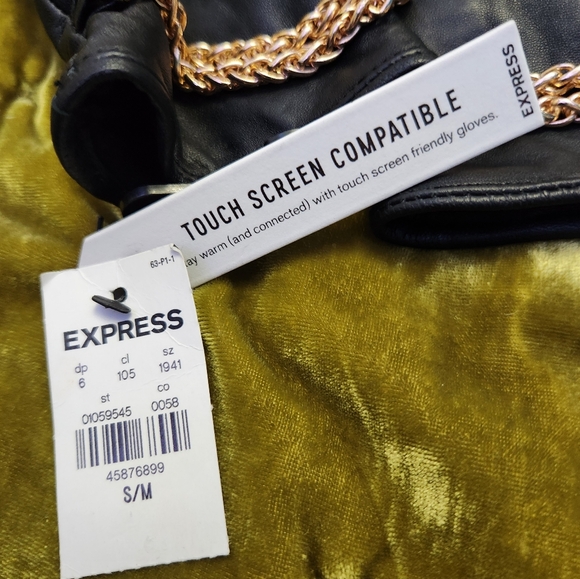 TOUCH SCREEN COMPATIBLE
warm (and connected) with touch screen friendly gloves.
EXPRESS
63-P1-1
EXPRESS
dp cl sz
6 105 1941
st co
01059545 0058
45876899
S/M